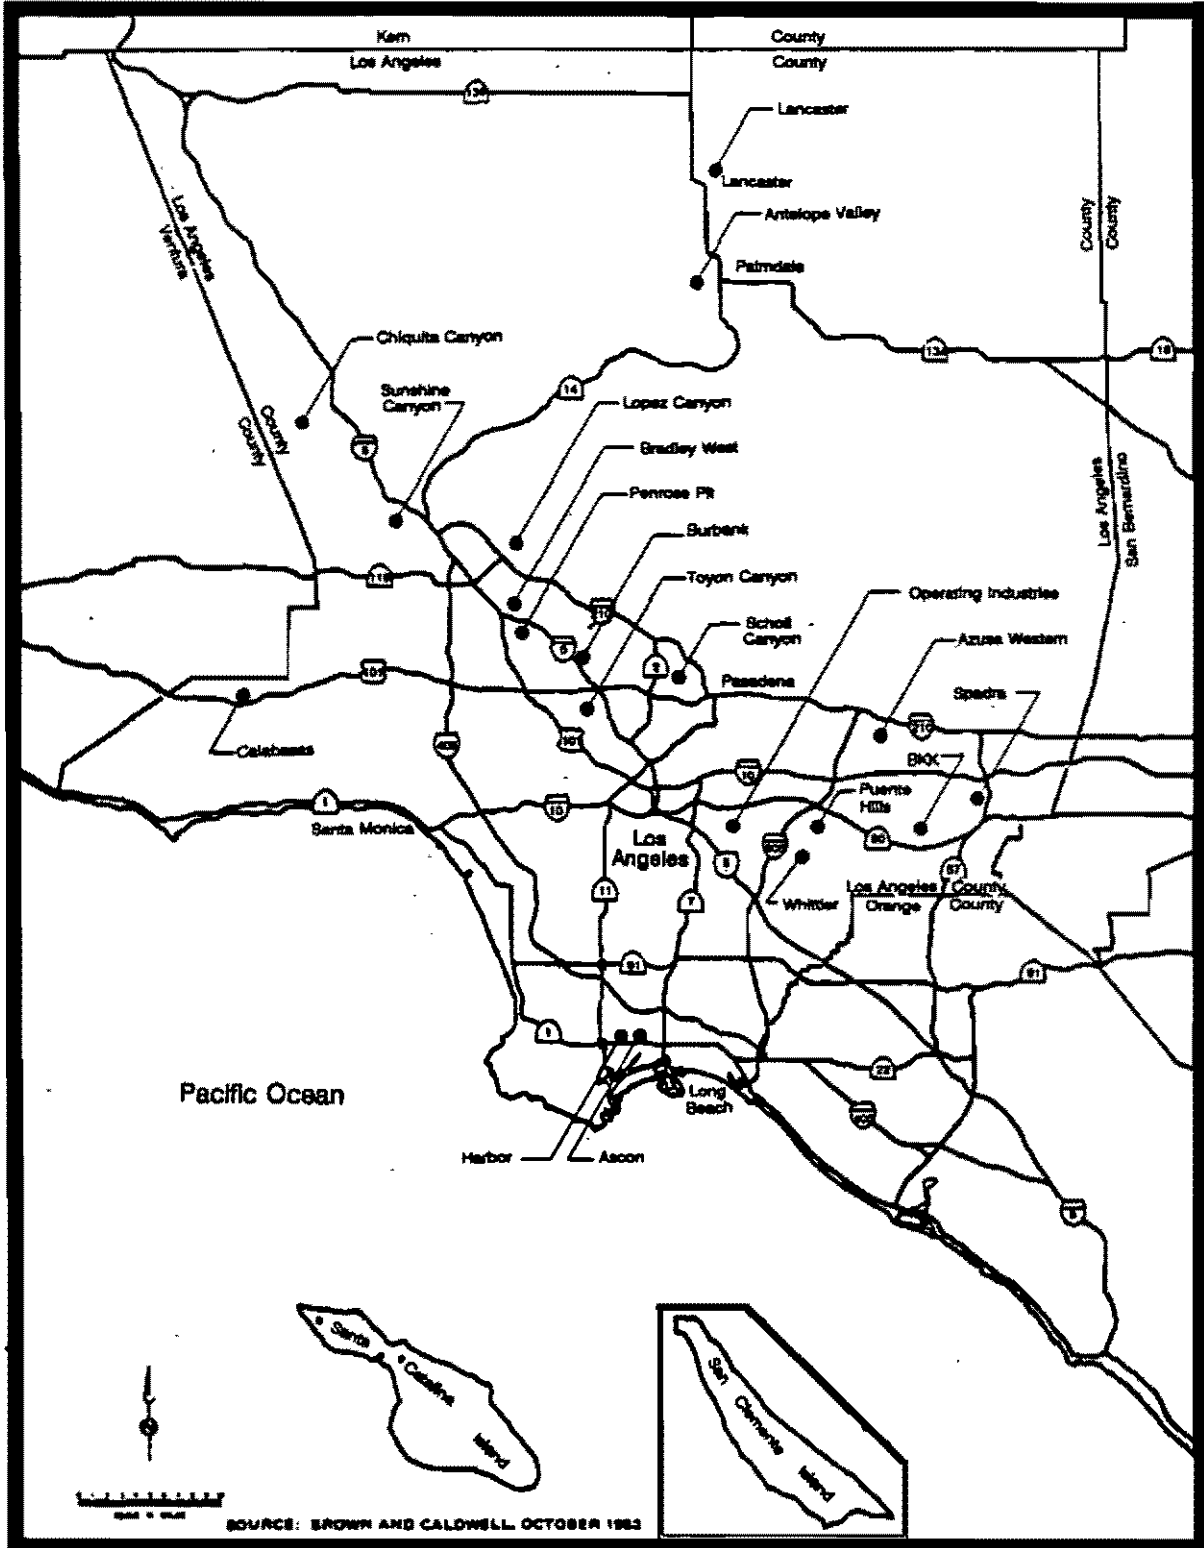 Kern
County
Los Angeles
County
138
Lancaster
Lancaster
Antelope Valley
Palmdale
Los Angeles
Ventura
County
County
Chiquita Canyon
Sunshine
Canyon
14
18
County
County
5
Lopez Canyon
Bradley West
Penrose Pit
Burbank
Toyon Canyon
Los Angeles
San Bernardino
118
210
Operating Industries
Scholl
Canyon
Azusa Western
5
2
101
Pasadena
Spadra
Calabasas
405
101
210
BKK
10
1
10
Puente
Hills
Santa Monica
Los
Angeles
5
605
60
57
11
7
Whittier
Los Angeles County
Orange County
91
91
1
22
Pacific Ocean
Long
Beach
405
Harbor
Ascon
5
Santa
Catalina
Island
San
Clemente
Island
SOURCE: BROWN AND CALDWELL, OCTOBER 1983